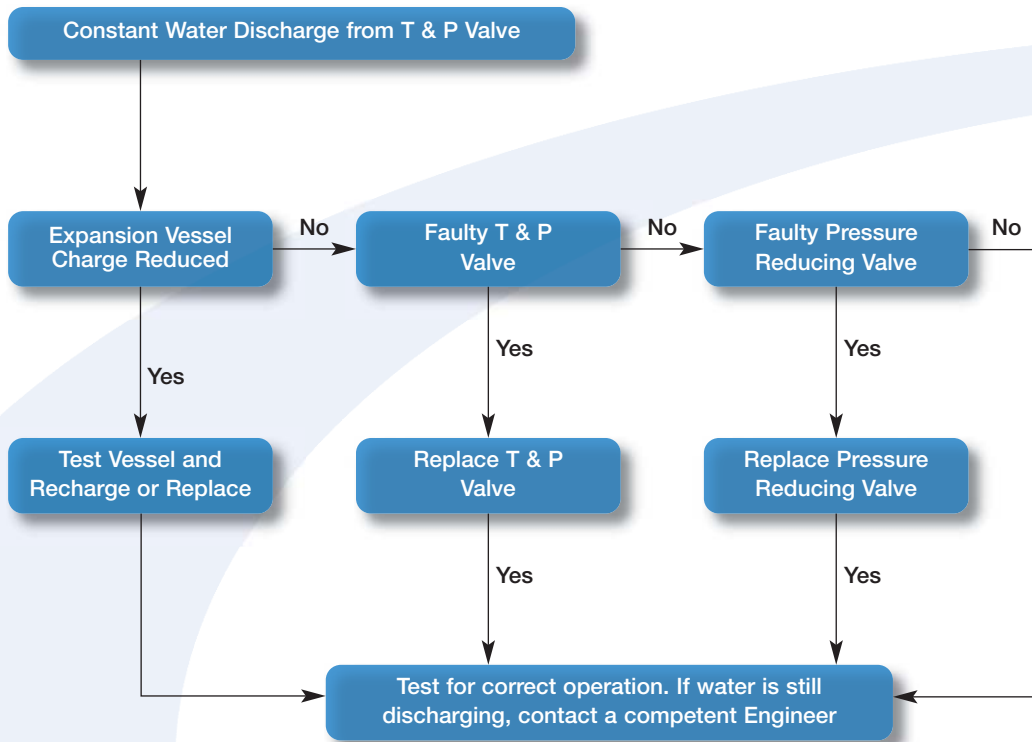 Constant Water Discharge from T & P Valve
Expansion Vessel
Charge Reduced
No
Faulty T & P
Valve
No
Faulty Pressure
Reducing Valve
No
Yes
Yes
Yes
Test Vessel and
Recharge or Replace
Replace T & P
Valve
Replace Pressure
Reducing Valve
Yes
Yes
Test for correct operation. If water is still
discharging, contact a competent Engineer